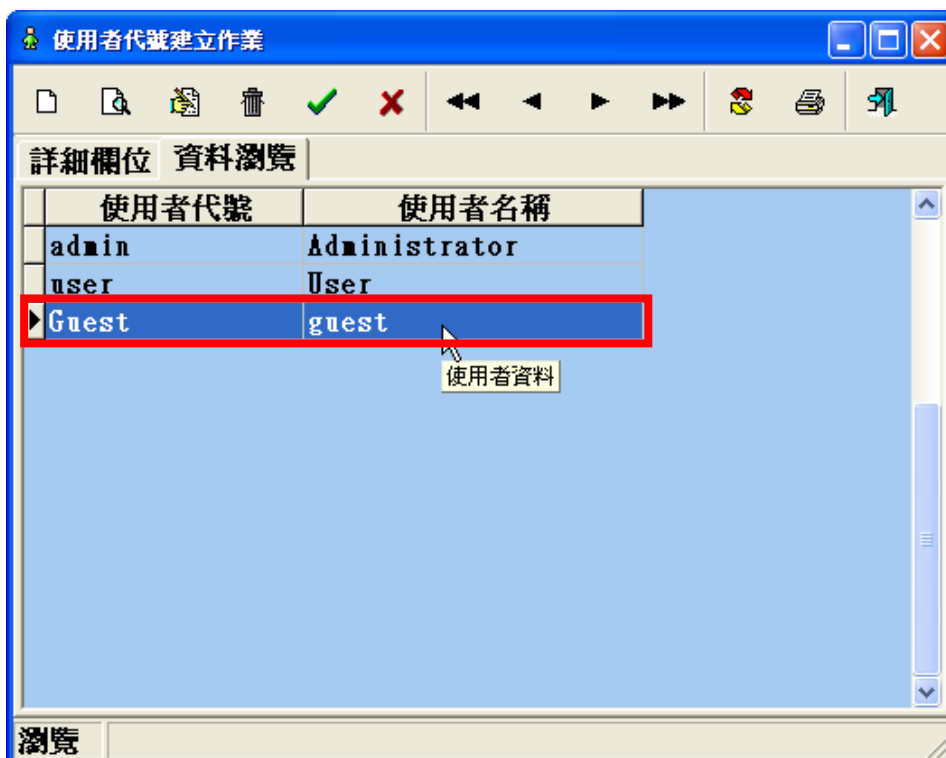 使用者代號建立作業
詳細欄位 資料瀏覽
使用者代號 使用者名稱
admin Administrator
user User
Guest guest
使用者資料
瀏覽